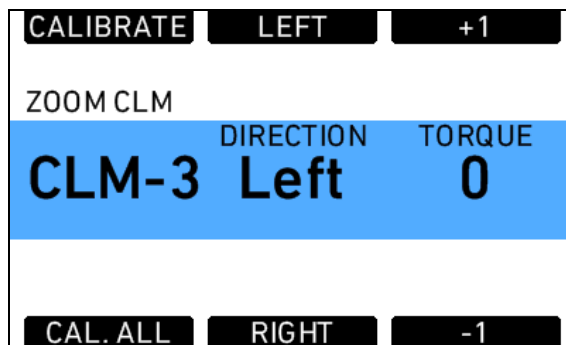 CALIBRATE LEFT +1
ZOOM CLM
DIRECTION TORQUE
CLM-3 Left 0
CAL. ALL RIGHT -1